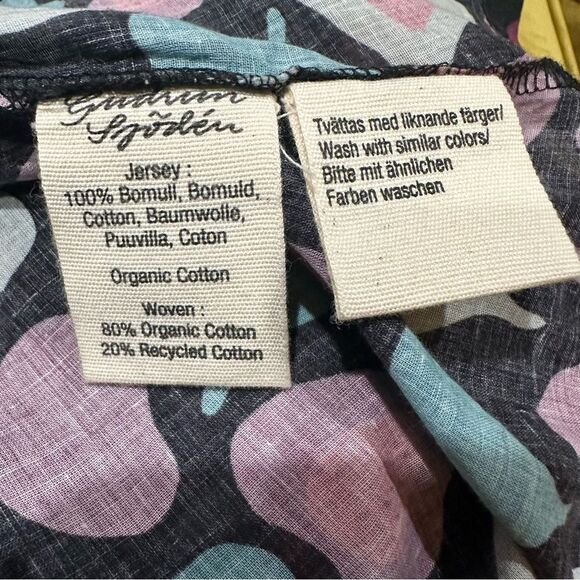 Gudrun
Sjödén
Jersey :
100% Bomull, Bomuld,
Cotton, Baumwolle,
Puuvilla, Coton
Organic Cotton
Woven :
80% Organic Cotton
20% Recycled Cotton
Tvättas med liknande färger/
Wash with similar colors/
Bitte mit ähnlichen
Farben waschen